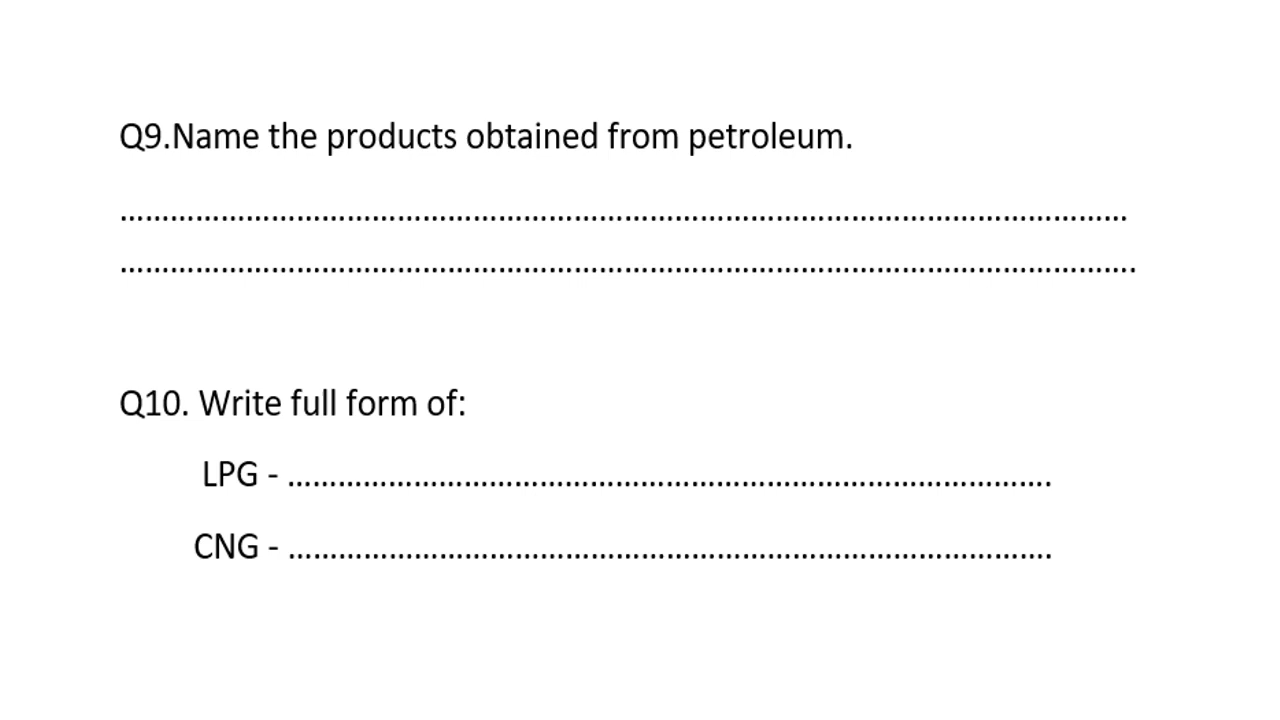 Q9.Name the products obtained from petroleum.
………………………………………………………………………………………………………
……………………………………………………………………………………………………….
Q10. Write full form of:
LPG - …………………………………………………………………………….
CNG - …………………………………………………………………………….